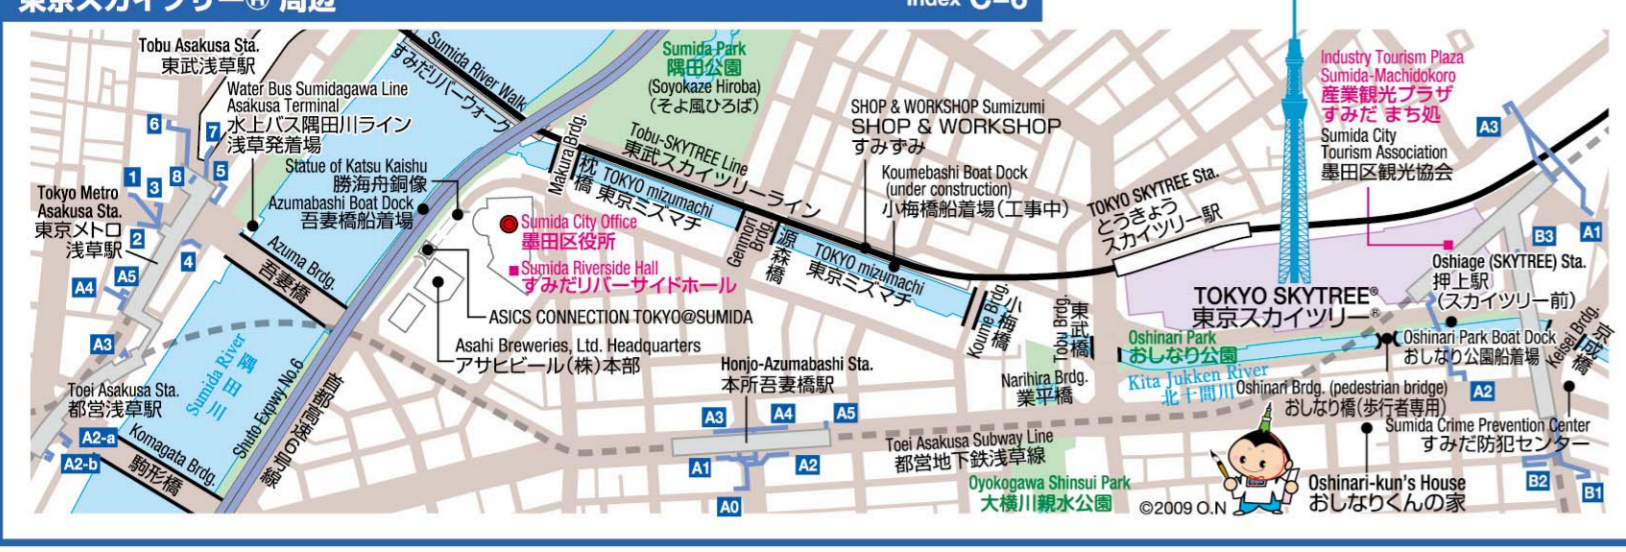 東京スカイツリー® 周辺
Index C-6
Tobu Asakusa Sta.
東武浅草駅
Water Bus Sumidagawa Line
Asakusa Terminal
水上バス隅田川ライン
浅草発着場
6
7
5
8
1
3
2
4
Statue of Katsu Kaishu
勝海舟銅像
Azumabashi Boat Dock
吾妻橋船着場
Tokyo Metro
Asakusa Sta.
東京メトロ
浅草駅
A5
A4
A3
Azuma Brdg.
吾妻橋
Sumida River
隅田川
Toei Asakusa Sta.
都営浅草駅
A2-a
A2-b
Komagata Brdg.
駒形橋
Shuto Expwy No.6
首都高速6号線
Sumida River Walk
すみだリバーウォーク
Sumida Park
隅田公園
(Soyokaze Hiroba)
(そよ風ひろば)
Makura Brdg.
枕橋
Tobu-SKYTREE Line
東武スカイツリーライン
TOKYO mizumachi
東京ミズマチ
Genmori Brdg.
源森橋
TOKYO mizumachi
東京ミズマチ
Sumida City Office
墨田区役所
Sumida Riverside Hall
すみだリバーサイドホール
ASICS CONNECTION TOKYO@SUMIDA
Asahi Breweries, Ltd. Headquarters
アサヒビール(株)本部
SHOP & WORKSHOP Sumizumi
SHOP & WORKSHOP
すみずみ
Koumebashi Boat Dock
(under construction)
小梅橋船着場(工事中)
Koume Brdg.
小梅橋
TOKYO SKYTREE Sta.
とうきょう
スカイツリー駅
Tobu Brdg.
東武橋
Honjo-Azumabashi Sta.
本所吾妻橋駅
A3
A4
A5
A1
A2
A0
Toei Asakusa Subway Line
都営地下鉄浅草線
Narihira Brdg.
業平橋
Oyokogawa Shinsui Park
大横川親水公園
Industry Tourism Plaza
Sumida-Machidokoro
産業観光プラザ
すみだ まち処
Sumida City
Tourism Association
墨田区観光協会
TOKYO SKYTREE®
東京スカイツリー®
A3
B3
A1
Oshiage (SKYTREE) Sta.
押上駅
(スカイツリー前)
Oshinari Park
おしなり公園
Oshinari Park Boat Dock
おしなり公園船着場
Keisei Brdg.
京成橋
Kita Jukken River
北十間川
Oshinari Brdg. (pedestrian bridge)
おしなり橋(歩行者専用)
A2
Sumida Crime Prevention Center
すみだ防犯センター
Oshinari-kun's House
おしなりくんの家
B2
B1
©2009 O.N